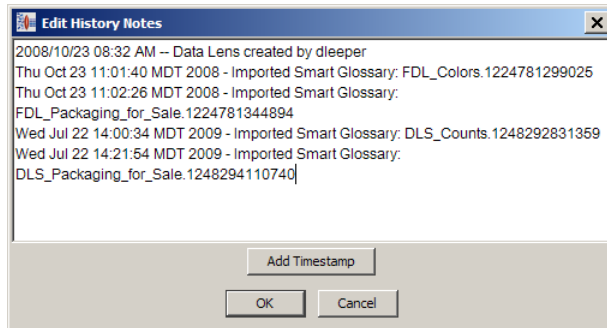 Edit History Notes
2008/10/23 08:32 AM -- Data Lens created by dleeper
Thu Oct 23 11:01:40 MDT 2008 - Imported Smart Glossary: FDL_Colors.1224781299025
Thu Oct 23 11:02:26 MDT 2008 - Imported Smart Glossary:
FDL_Packaging_for_Sale.1224781344894
Wed Jul 22 14:00:34 MDT 2009 - Imported Smart Glossary: DLS_Counts.1248292831359
Wed Jul 22 14:21:54 MDT 2009 - Imported Smart Glossary:
DLS_Packaging_for_Sale.1248294110740
Add Timestamp
OK Cancel